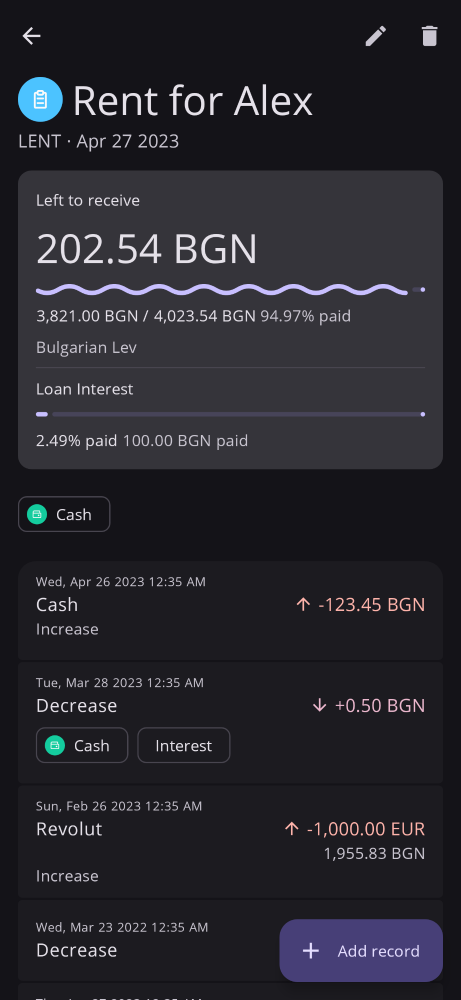 Rent for Alex
LENT · Apr 27 2023
Left to receive
202.54 BGN
3,821.00 BGN / 4,023.54 BGN 94.97% paid
Bulgarian Lev
Loan Interest
2.49% paid 100.00 BGN paid
Cash
Wed, Apr 26 2023 12:35 AM
Cash
-123.45 BGN
Increase
Tue, Mar 28 2023 12:35 AM
Decrease
+0.50 BGN
Cash
Interest
Sun, Feb 26 2023 12:35 AM
Revolut
-1,000.00 EUR
1,955.83 BGN
Increase
Wed, Mar 23 2022 12:35 AM
Decrease
Add record